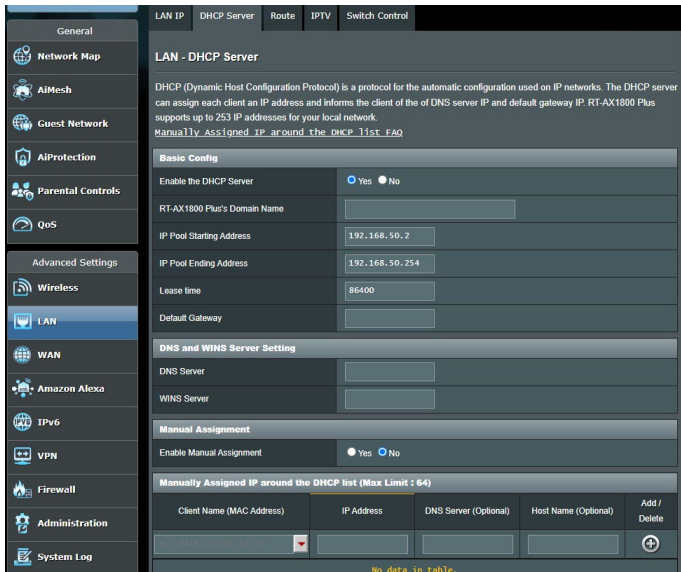 General
Network Map
AiMesh
Guest Network
AiProtection
Parental Controls
QoS
Advanced Settings
Wireless
LAN
WAN
Amazon Alexa
IPv6
VPN
Firewall
Administration
System Log
LAN IP DHCP Server Route IPTV Switch Control
LAN - DHCP Server
DHCP (Dynamic Host Configuration Protocol) is a protocol for the automatic configuration used on IP networks. The DHCP server
can assign each client an IP address and informs the client of the of DNS server IP and default gateway IP. RT-AX1800 Plus
supports up to 253 IP addresses for your local network.
Manually Assigned IP around the DHCP list FAQ
Basic Config
Enable the DHCP Server Yes No
RT-AX1800 Plus's Domain Name
IP Pool Starting Address 192.168.50.2
IP Pool Ending Address 192.168.50.254
Lease time 86400
Default Gateway
DNS and WINS Server Setting
DNS Server
WINS Server
Manual Assignment
Enable Manual Assignment Yes No
Manually Assigned IP around the DHCP list (Max Limit : 64)
Client Name (MAC Address) IP Address DNS Server (Optional) Host Name (Optional) Add / Delete
No data in table.